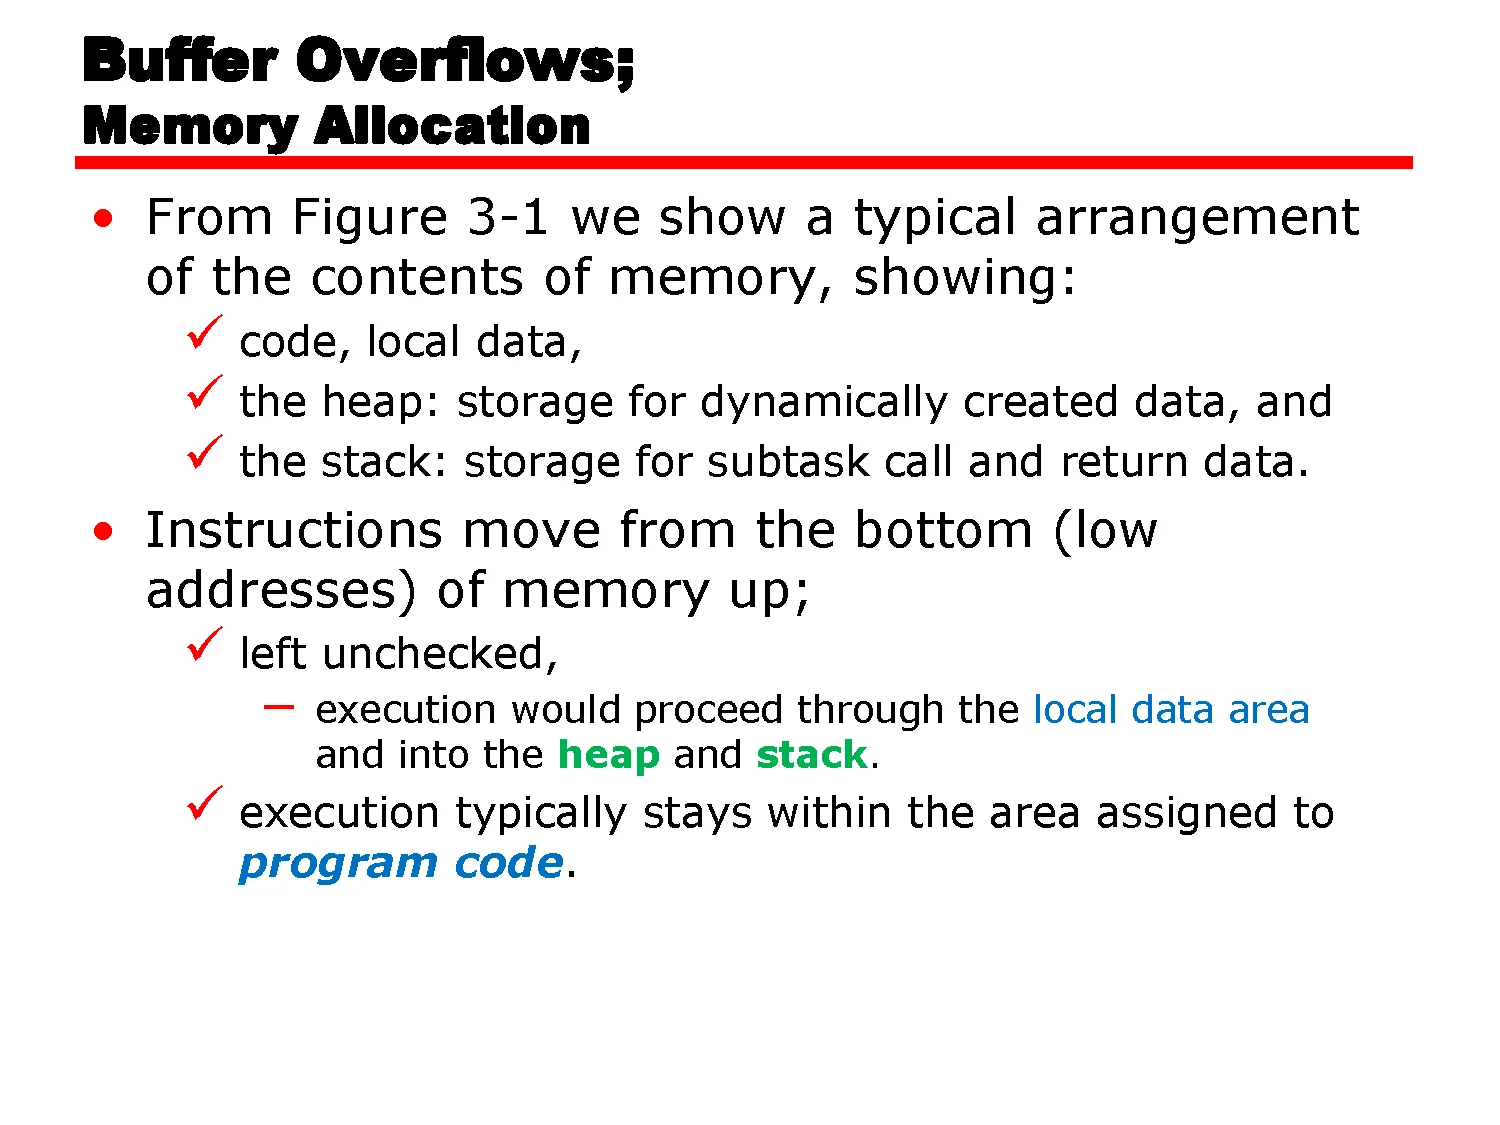 Buffer Overflows;
Memory Allocation
• From Figure 3-1 we show a typical arrangement
of the contents of memory, showing:
✓ code, local data,
✓ the heap: storage for dynamically created data, and
✓ the stack: storage for subtask call and return data.
• Instructions move from the bottom (low
addresses) of memory up;
✓ left unchecked,
– execution would proceed through the local data area
and into the heap and stack.
✓ execution typically stays within the area assigned to
program code.